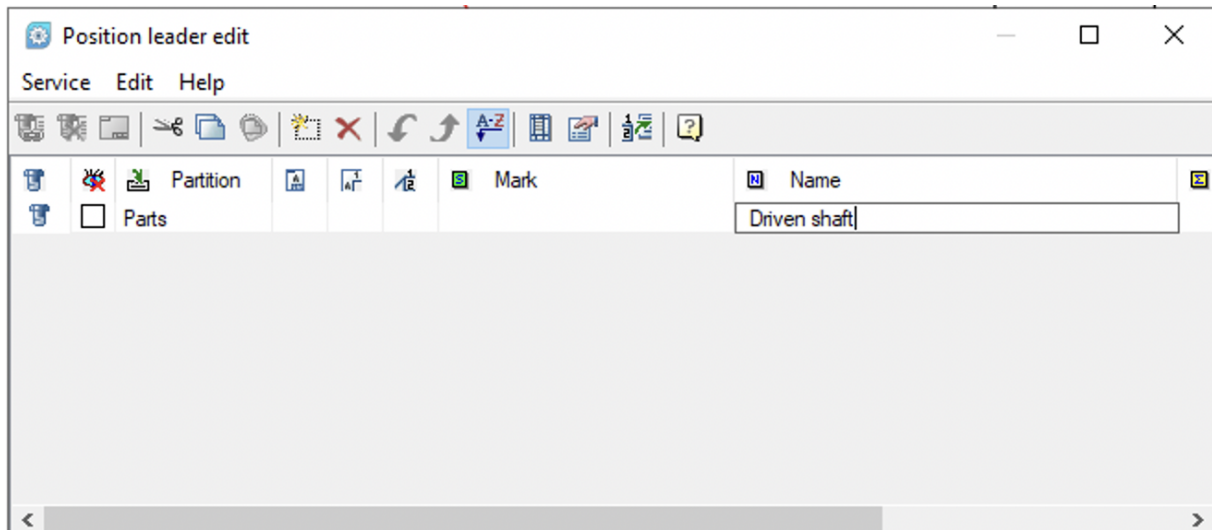 Position leader edit
Service Edit Help
A-Z
Partition Mark Name
Parts Driven shaft